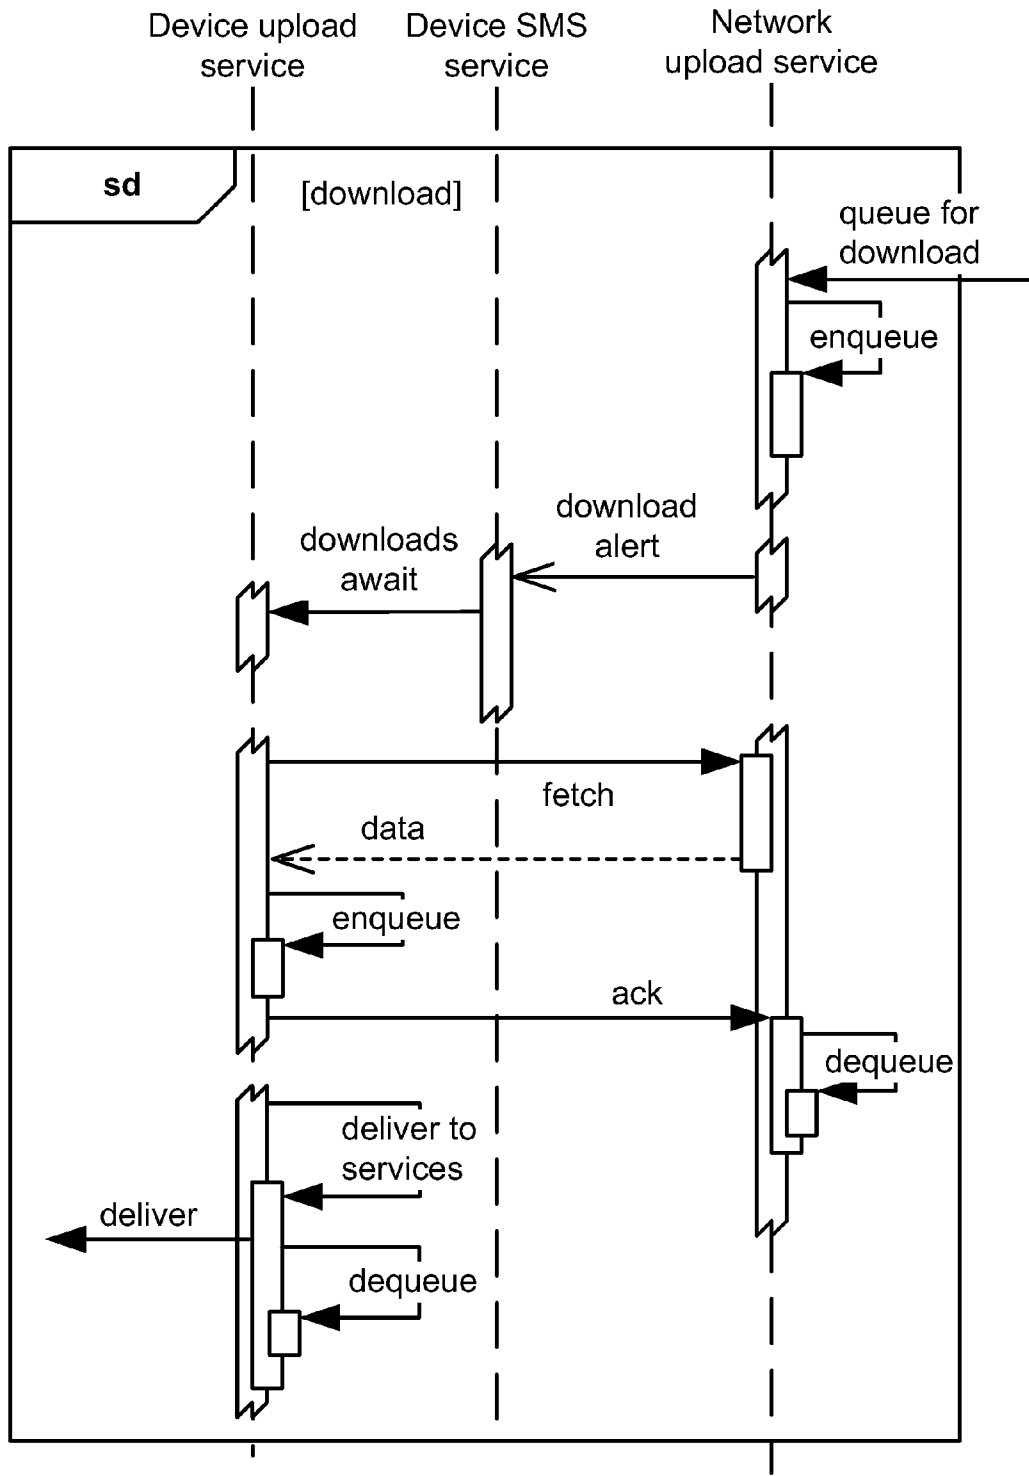 Device upload
service
Device SMS
service
Network
upload service
sd
[download]
queue for
download
enqueue
download
alert
downloads
await
fetch
data
enqueue
ack
dequeue
deliver to
services
deliver
dequeue